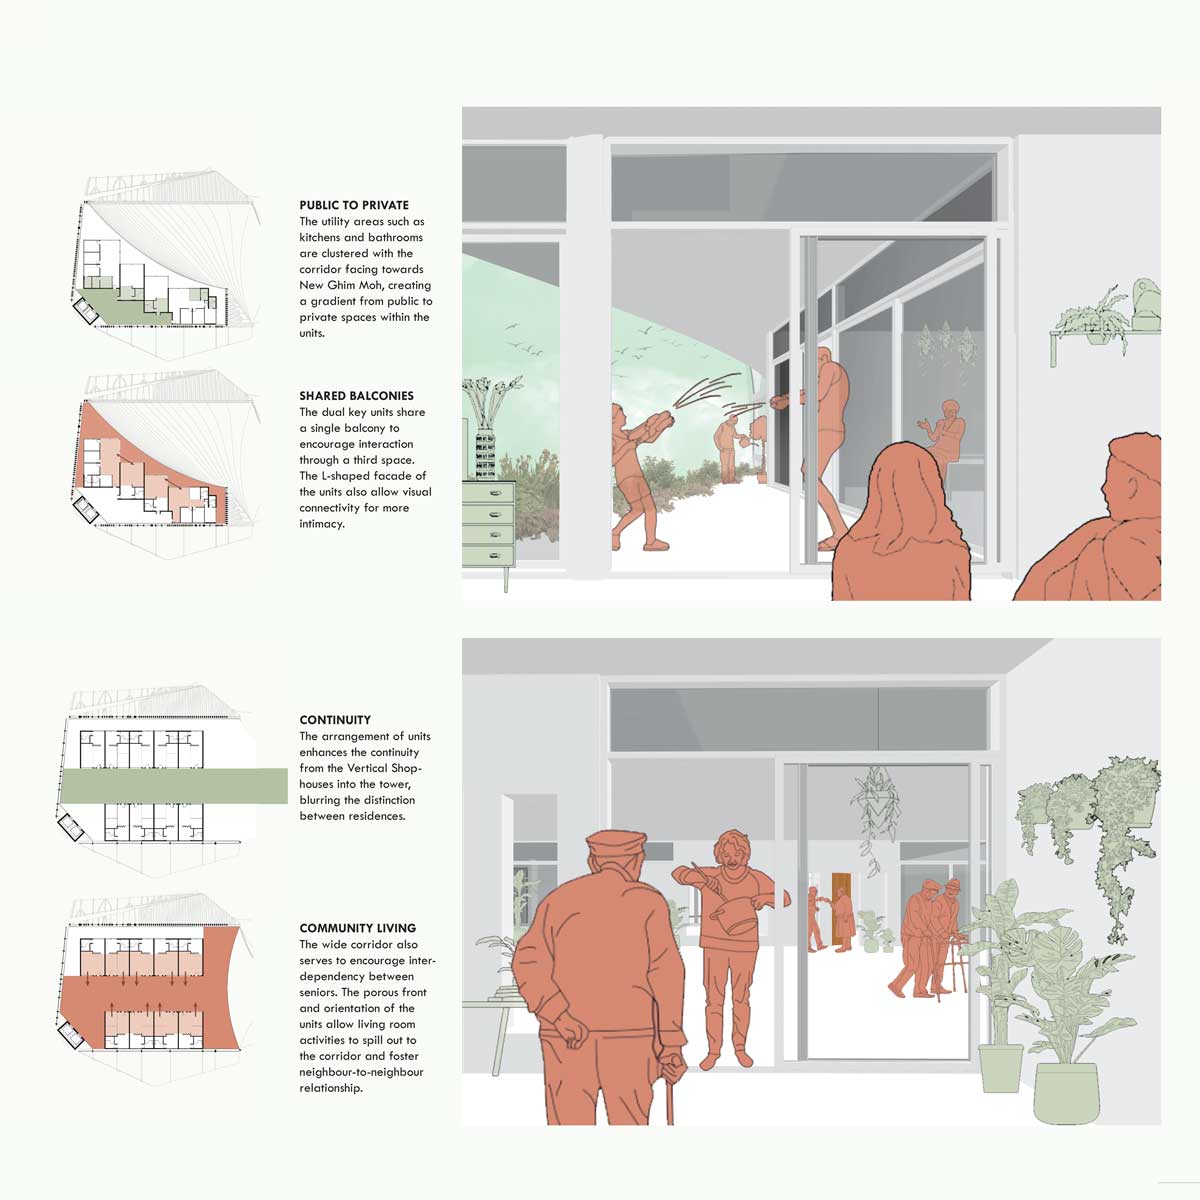 PUBLIC TO PRIVATE
The utility areas such as
kitchens and bathrooms
are clustered with the
corridor facing towards
New Ghim Moh, creating
a gradient from public to
private spaces within the
units.
SHARED BALCONIES
The dual key units share
a single balcony to
encourage interaction
through a third space.
The L-shaped facade of
the units also allow visual
connectivity for more
intimacy.
CONTINUITY
The arrangement of units
enhances the continuity
from the Vertical Shop-
houses into the tower,
blurring the distinction
between residences.
COMMUNITY LIVING
The wide corridor also
serves to encourage inter-
dependency between
seniors. The porous front
and orientation of the
units allow living room
activities to spill out to
the corridor and foster
neighbour-to-neighbour
relationship.